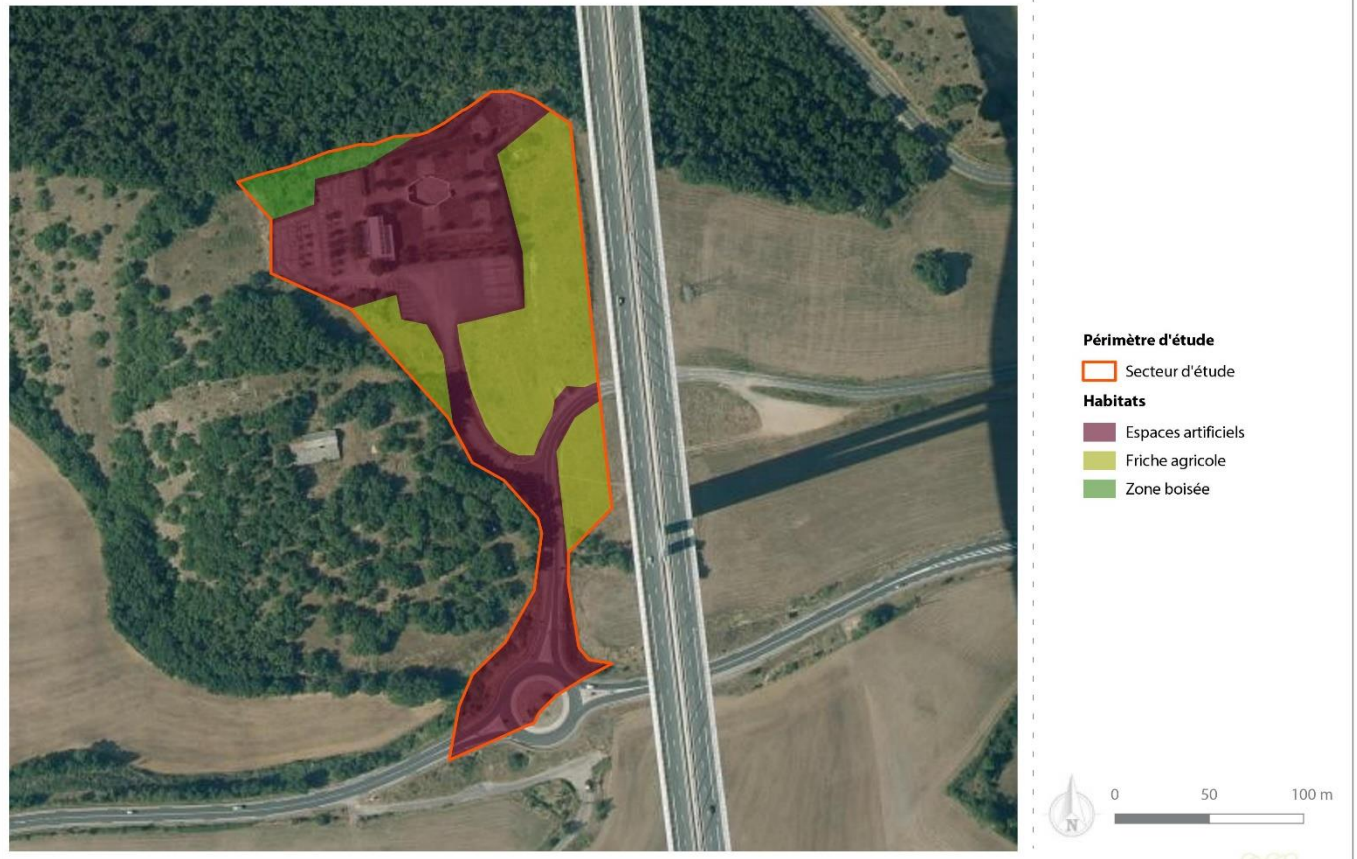 Périmètre d'étude
Secteur d'étude
Habitats
Espaces artificiels
Friche agricole
Zone boisée
0 50 100 m
N